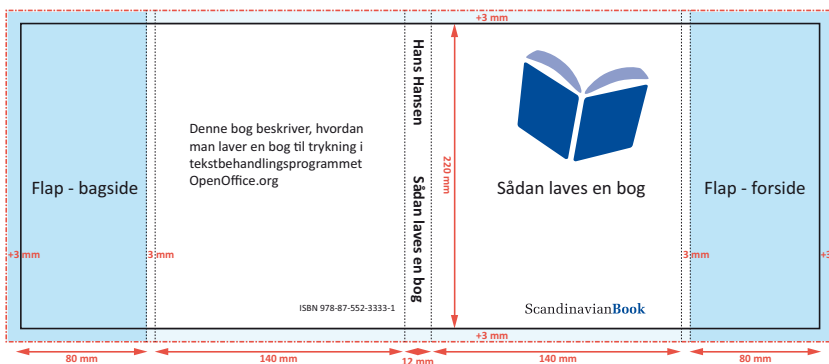 +3 mm
Flap - bagside
Denne bog beskriver, hvordan
man laver en bog til trykning i
tekstbehandlingsprogrammet
OpenOffice.org
ISBN 978-87-552-3333-1
Hans Hansen
Sådan laves en bog
220 mm
Sådan laves en bog
ScandinavianBook
Flap - forside
+3 mm
3 mm
3 mm
+3
+3 mm
80 mm
140 mm
12 mm
140 mm
80 mm